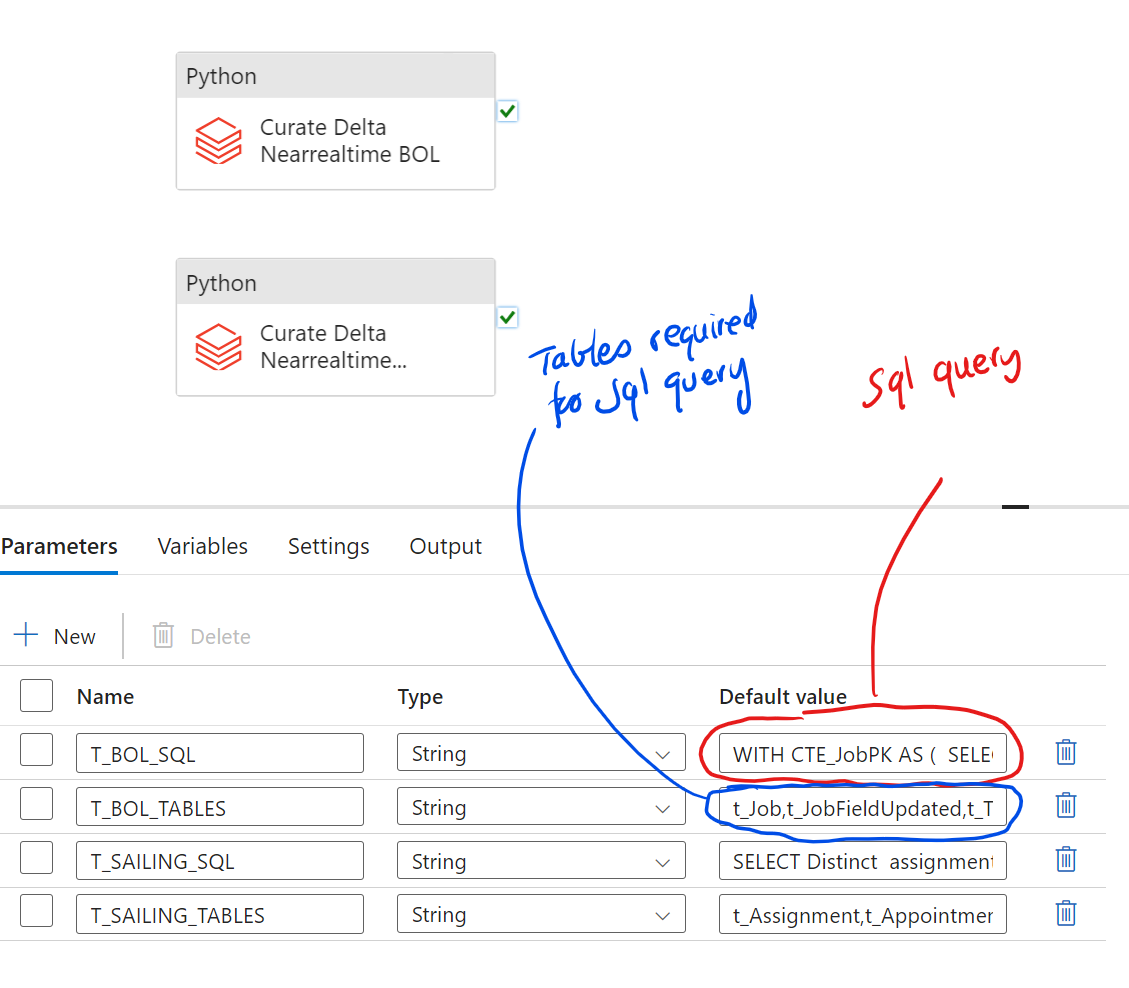 Python
Curate Delta
Nearrealtime BOL
Python
Curate Delta
Nearrealtime...
Tables required
for Sql query
Sql query
Parameters Variables Settings Output
New Delete
Name Type Default value
T_BOL_SQL String WITH CTE_JobPK AS ( SELE
T_BOL_TABLES String t_Job,t_JobFieldUpdated,t_T
T_SAILING_SQL String SELECT Distinct assignment
T_SAILING_TABLES String t_Assignment,t_Appointmer